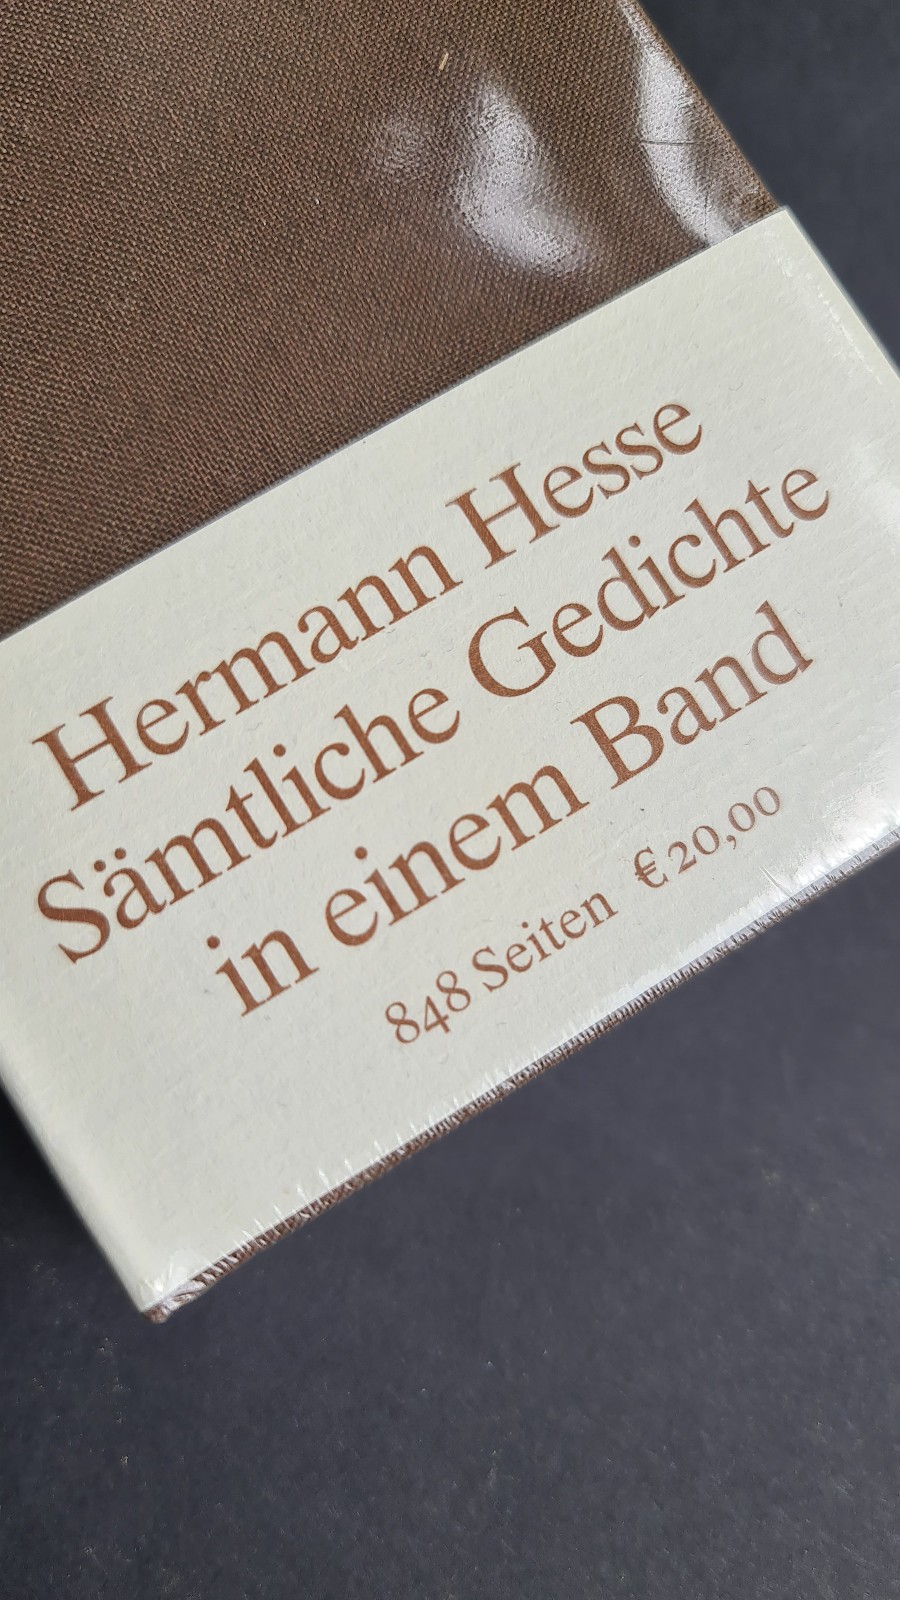 Hermann Hesse
Sämtliche Gedichte
in einem Band
848 Seiten € 20,00